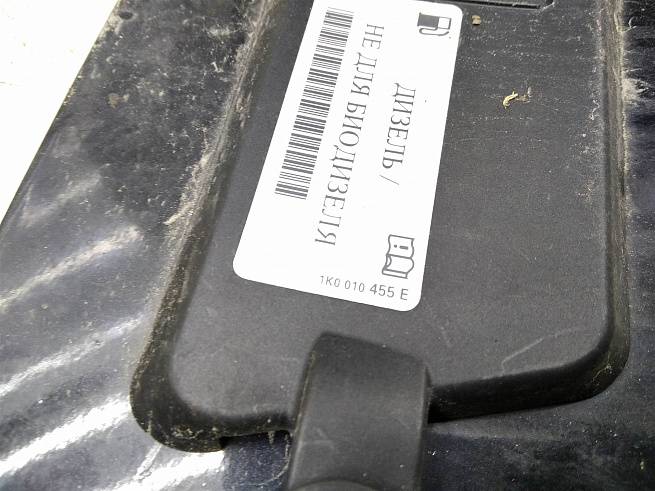 ДИЗЕЛЬ /
НЕ ДЛЯ БИОДИЗЕЛЯ
1K0 010 455 E